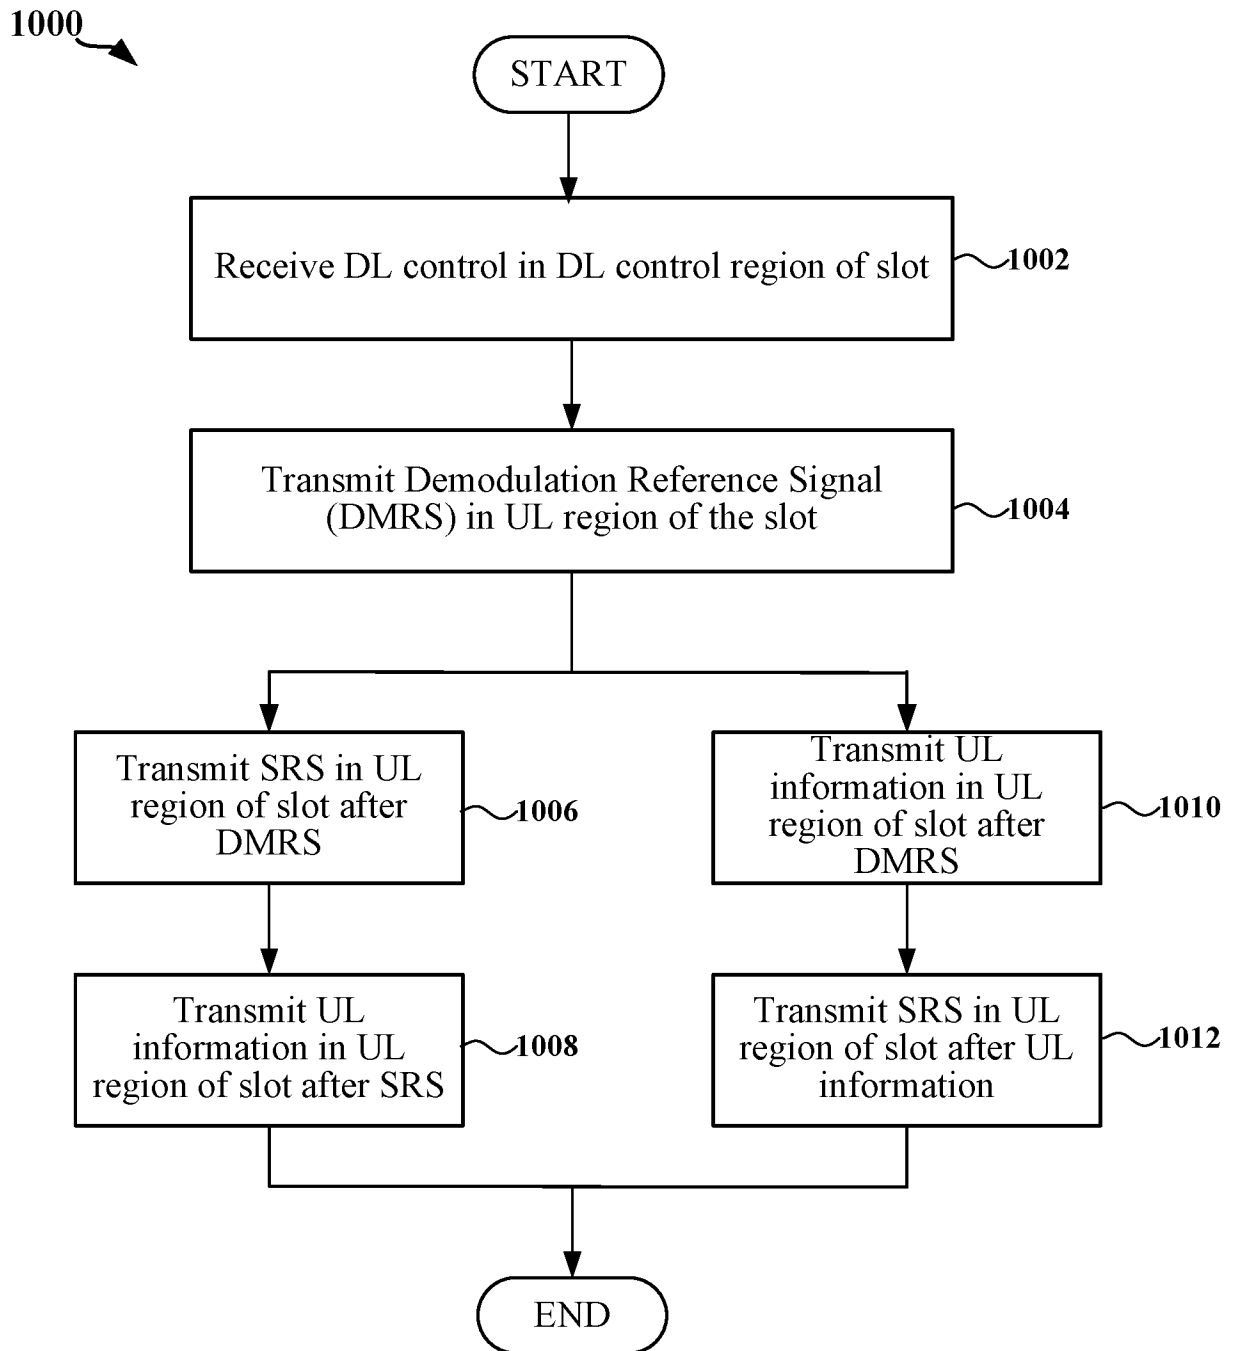 1000
START
Receive DL control in DL control region of slot
1002
Transmit Demodulation Reference Signal
(DMRS) in UL region of the slot
1004
Transmit SRS in UL
region of slot after
DMRS
1006
Transmit UL
information in UL
region of slot after
DMRS
1010
Transmit UL
information in UL
region of slot after SRS
1008
Transmit SRS in UL
region of slot after UL
information
1012
END